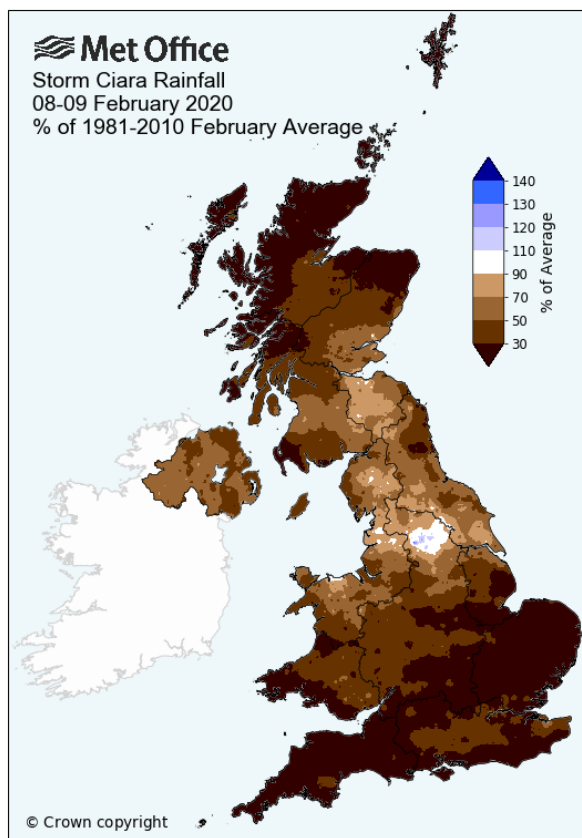 Met Office
Storm Ciara Rainfall
08-09 February 2020
% of 1981-2010 February Average
140
130
120
110
90
70
50
30
% of Average
© Crown copyright